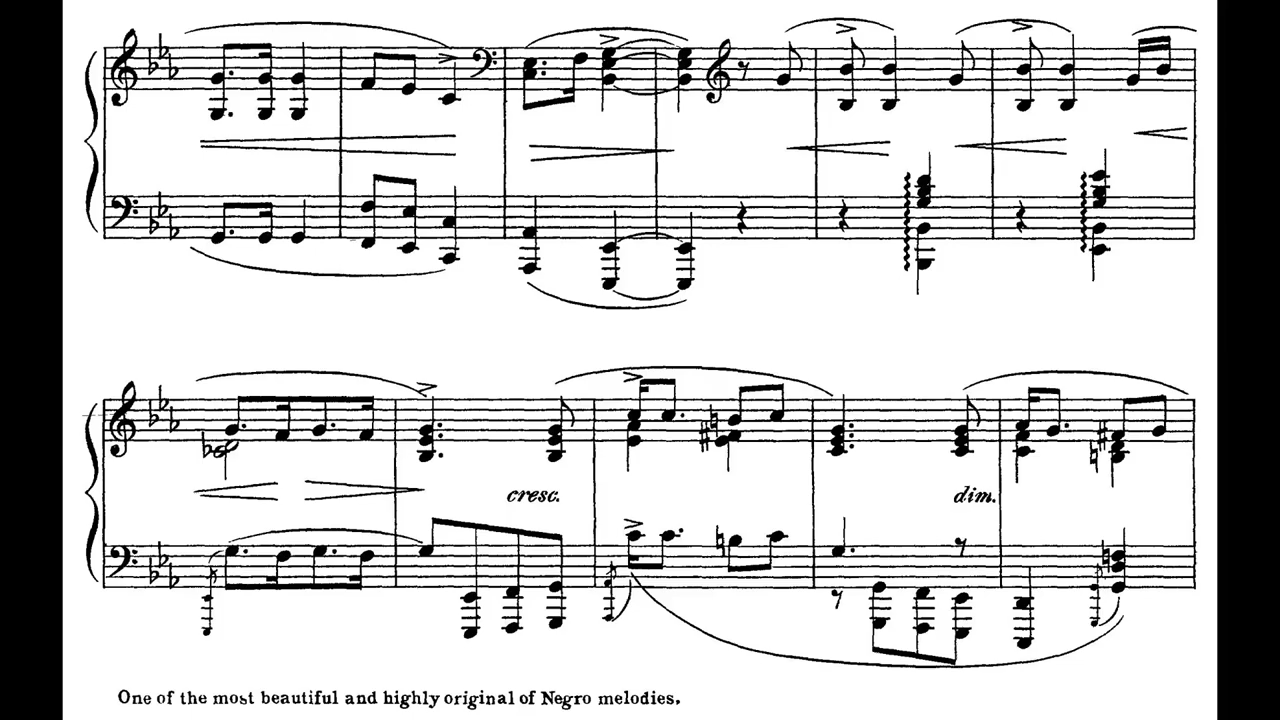 cresc.
dim.
One of the most beautiful and highly original of Negro melodies.